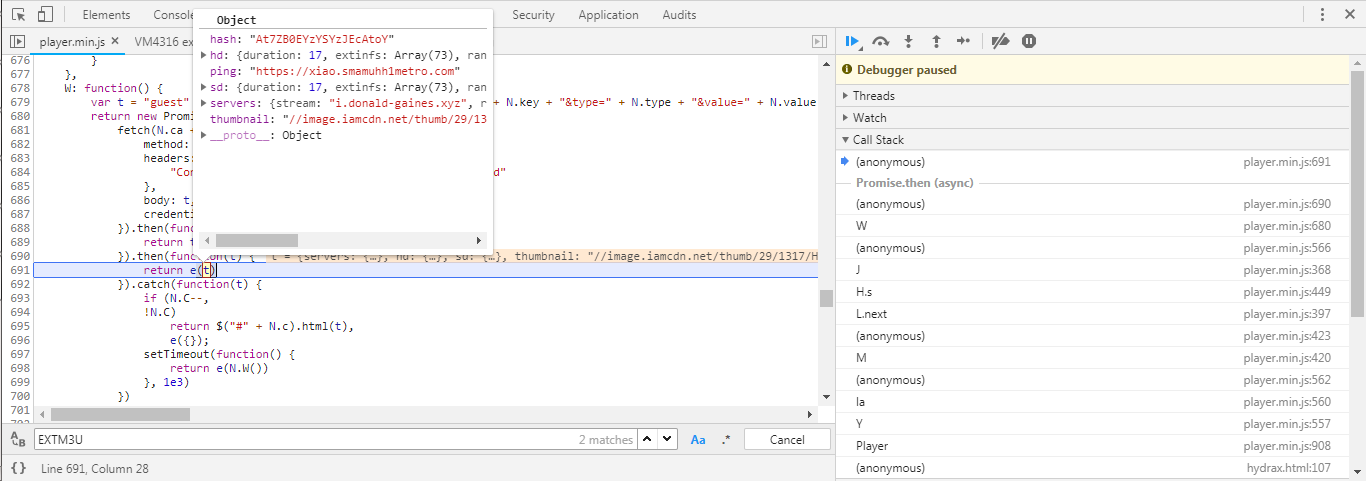 Elements Conso Security Application Audits
player.min.js × VM4316 ex
Object
hash: "At7ZB0EYzYSYzJEcAtoY"
hd: {duration: 17, extinfs: Array(73), ran
ping: "https://xiao.smamuhh1metro.com"
sd: {duration: 17, extinfs: Array(73), ran
servers: {stream: "i.donald-gaines.xyz", r
thumbnail: "//image.iamcdn.net/thumb/29/13
__proto__: Object
676 }
677 },
678 W: function() {
679 var t = "guest" + N.key + "&type=" + N.type + "&value=" + N.value
680 return new Promi
681 fetch(N.ca +
682 method:
683 headers:
684 "Con d"
685 },
686 body: t,
687 credenti
688 }).then(func
689 return t
690 }).then(function(t) { t = {servers: {…}, hd: {…}, sd: {…}, thumbnail: "//image.iamcdn.net/thumb/29/1317/H
691 return e(t)
692 }).catch(function(t) {
693 if (N.C--,
694 !N.C)
695 return $("#" + N.c).html(t),
696 e({});
697 setTimeout(function() {
698 return e(N.W())
699 }, 1e3)
700 })
701
EXTM3U 2 matches Aa .* Cancel
{} Line 691, Column 28
Debugger paused
Threads
Watch
Call Stack
(anonymous) player.min.js:691
Promise.then (async)
(anonymous) player.min.js:690
W player.min.js:680
(anonymous) player.min.js:566
J player.min.js:368
H.s player.min.js:449
L.next player.min.js:397
(anonymous) player.min.js:423
M player.min.js:420
(anonymous) player.min.js:562
Ia player.min.js:560
Y player.min.js:557
Player player.min.js:908
(anonymous) hydrax.html:107